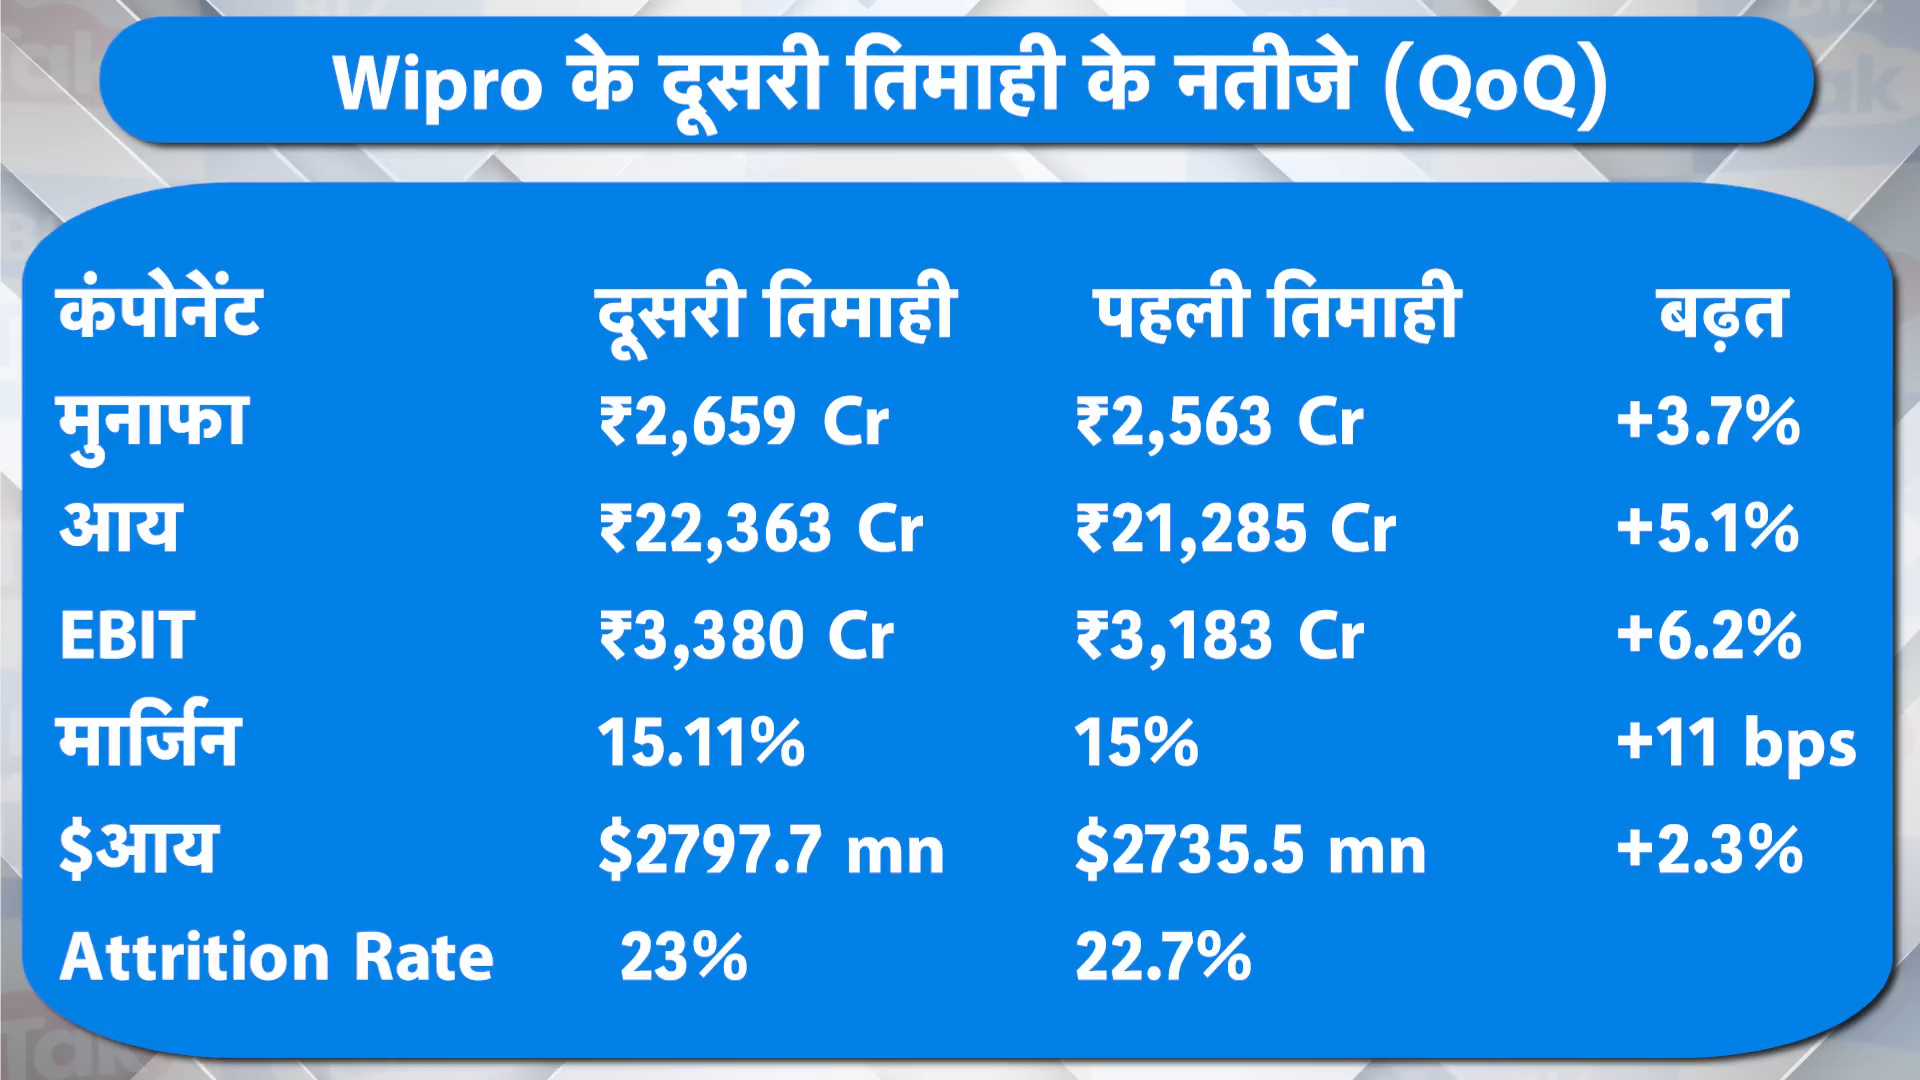 Wipro के दूसरी तिमाही के नतीजे (QoQ)
कंपोनेंट दूसरी तिमाही पहली तिमाही बढ़त
मुनाफा ₹2,659 Cr ₹2,563 Cr +3.7%
आय ₹22,363 Cr ₹21,285 Cr +5.1%
EBIT ₹3,380 Cr ₹3,183 Cr +6.2%
मार्जिन 15.11% 15% +11 bps
$आय $2797.7 mn $2735.5 mn +2.3%
Attrition Rate 23% 22.7%